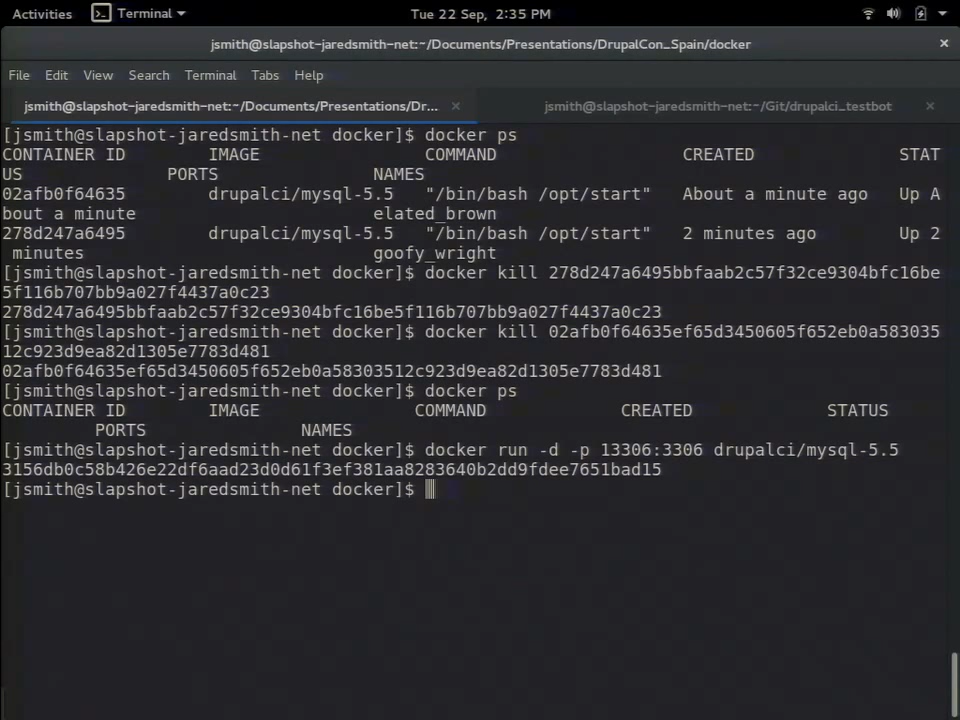 Activities Terminal Tue 22 Sep, 2:35 PM
jsmith@slapshot-jaredsmith-net:~/Documents/Presentations/DrupalCon_Spain/docker
File Edit View Search Terminal Tabs Help
jsmith@slapshot-jaredsmith-net:~/Documents/Presentations/Dr... × jsmith@slapshot-jaredsmith-net:~/Git/drupalci_testbot ×
[jsmith@slapshot-jaredsmith-net docker]$ docker ps
CONTAINER ID IMAGE COMMAND CREATED STAT
US PORTS NAMES
02afb0f64635 drupalci/mysql-5.5 "/bin/bash /opt/start" About a minute ago Up A
bout a minute elated_brown
278d247a6495 drupalci/mysql-5.5 "/bin/bash /opt/start" 2 minutes ago Up 2
minutes goofy_wright
[jsmith@slapshot-jaredsmith-net docker]$ docker kill 278d247a6495bbfaab2c57f32ce9304bfc16be
5f116b707bb9a027f4437a0c23
278d247a6495bbfaab2c57f32ce9304bfc16be5f116b707bb9a027f4437a0c23
[jsmith@slapshot-jaredsmith-net docker]$ docker kill 02afb0f64635ef65d3450605f652eb0a583035
12c923d9ea82d1305e7783d481
02afb0f64635ef65d3450605f652eb0a58303512c923d9ea82d1305e7783d481
[jsmith@slapshot-jaredsmith-net docker]$ docker ps
CONTAINER ID IMAGE COMMAND CREATED STATUS
PORTS NAMES
[jsmith@slapshot-jaredsmith-net docker]$ docker run -d -p 13306:3306 drupalci/mysql-5.5
3156db0c58b426e22df6aad23d0d61f3ef381aa8283640b2dd9fdee7651bad15
[jsmith@slapshot-jaredsmith-net docker]$